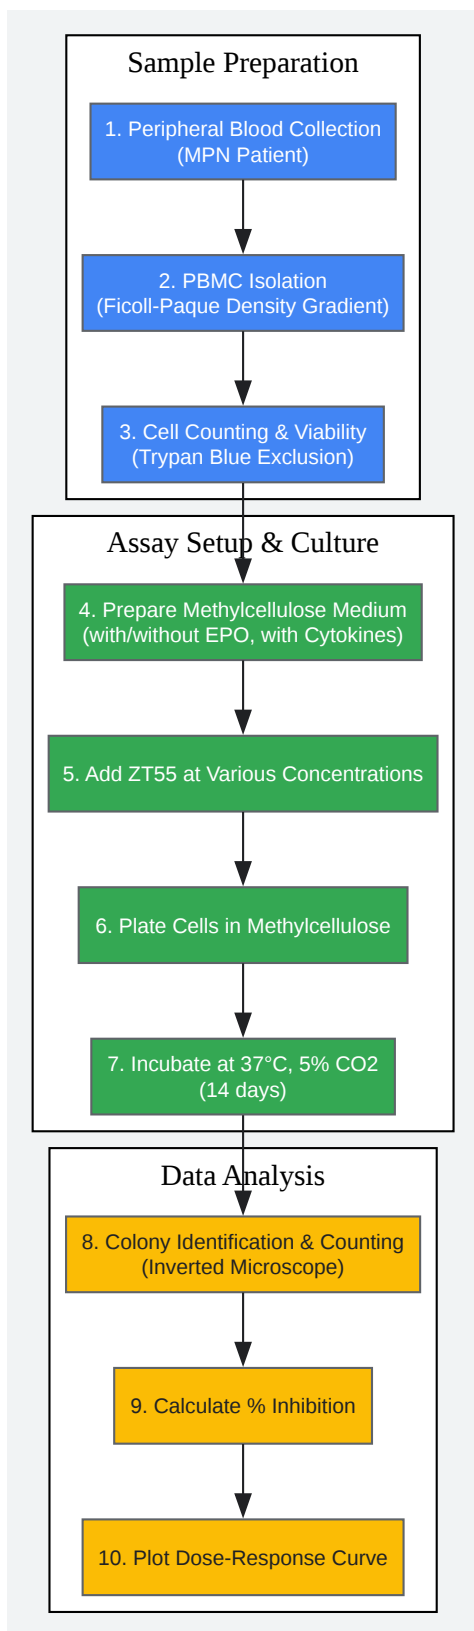 Sample Preparation
1. Peripheral Blood Collection
(MPN Patient)
2. PBMC Isolation
(Ficoll-Paque Density Gradient)
3. Cell Counting & Viability
(Trypan Blue Exclusion)
Assay Setup & Culture
4. Prepare Methylcellulose Medium
(with/without EPO, with Cytokines)
5. Add ZT55 at Various Concentrations
6. Plate Cells in Methylcellulose
7. Incubate at 37°C, 5% CO2
(14 days)
Data Analysis
8. Colony Identification & Counting
(Inverted Microscope)
9. Calculate % Inhibition
10. Plot Dose-Response Curve